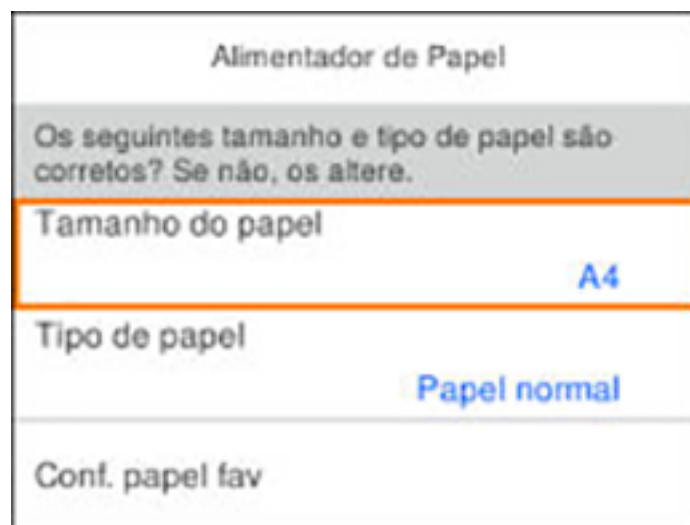 Alimentador de Papel
Os seguintes tamanho e tipo de papel são
corretos? Se não, os altere.
Tamanho do papel
A4
Tipo de papel
Papel normal
Conf. papel fav